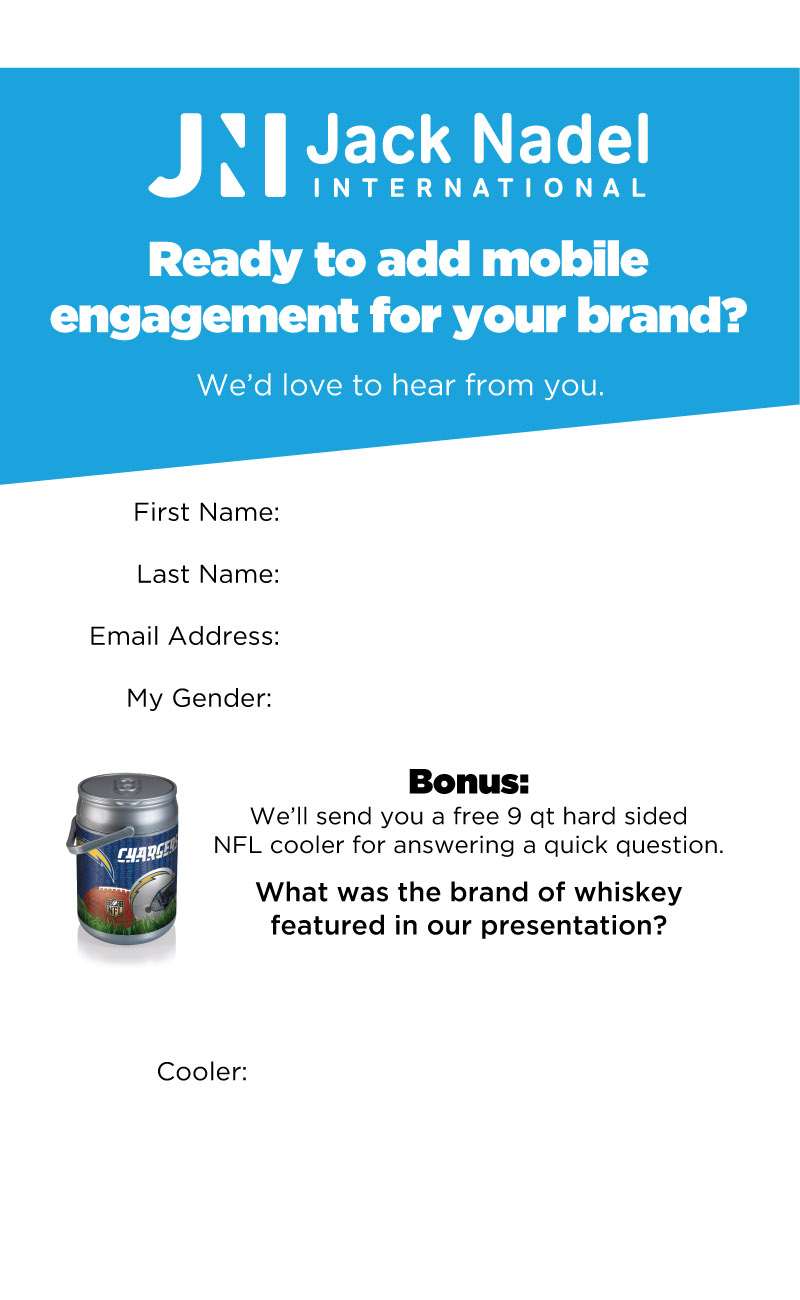 JN Jack Nadel
INTERNATIONAL
Ready to add mobile
engagement for your brand?
We’d love to hear from you.
First Name:
Last Name:
Email Address:
My Gender:
Bonus:
We’ll send you a free 9 qt hard sided
NFL cooler for answering a quick question.
CHARGERS
NFL
What was the brand of whiskey
featured in our presentation?
Cooler: